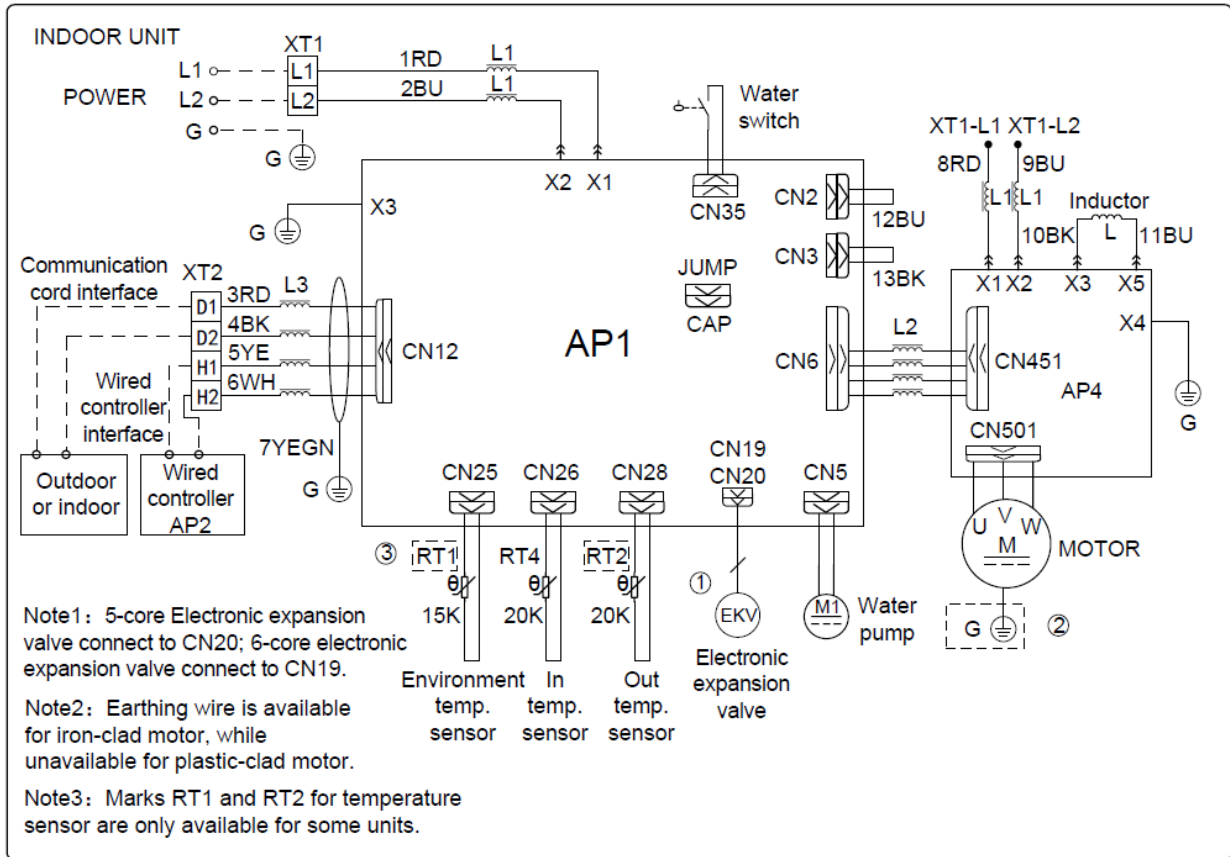 INDOOR UNIT
XT1
L1
L1
1RD
L1
POWER
L2
L2
2BU
L1
G
G
Water
switch
XT1-L1 XT1-L2
8RD
9BU
L1
L1
Inductor
10BK
L
11BU
X2
X1
CN35
CN2
12BU
X3
G
CN3
13BK
X1
X2
X3
X5
X4
Communication
cord interface
XT2
D1
3RD
L3
D2
4BK
H1
5YE
H2
6WH
CN12
JUMP
CAP
AP1
CN6
L2
CN451
AP4
G
Wired
controller
interface
7YEGN
G
Outdoor
or indoor
Wired
controller
AP2
CN25
CN26
CN28
CN19
CN20
CN5
CN501
U
V
W
M
MOTOR
G
②
③
RT1
θ
15K
RT4
θ
20K
RT2
θ
20K
①
EKV
M1
Water
pump
Environment
temp.
sensor
In
temp.
sensor
Out
temp.
sensor
Electronic
expansion
valve
Note1：5-core Electronic expansion
valve connect to CN20; 6-core electronic
expansion valve connect to CN19.
Note2：Earthing wire is available
for iron-clad motor, while
unavailable for plastic-clad motor.
Note3：Marks RT1 and RT2 for temperature
sensor are only available for some units.